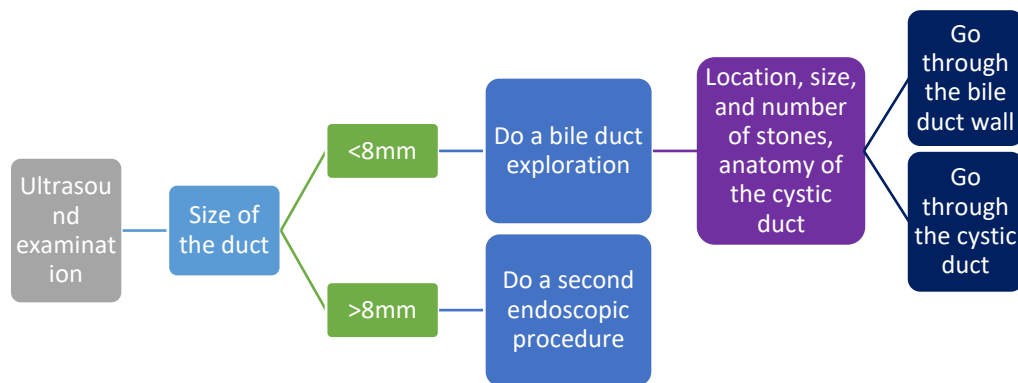 Ultrasou
nd
examinat
ion
Size of
the duct
<8mm
Do a bile duct
exploration
Location, size,
and number
of stones,
anatomy of
the cystic
duct
Go
through
the bile
duct wall
Go
through
the cystic
duct
>8mm
Do a second
endoscopic
procedure